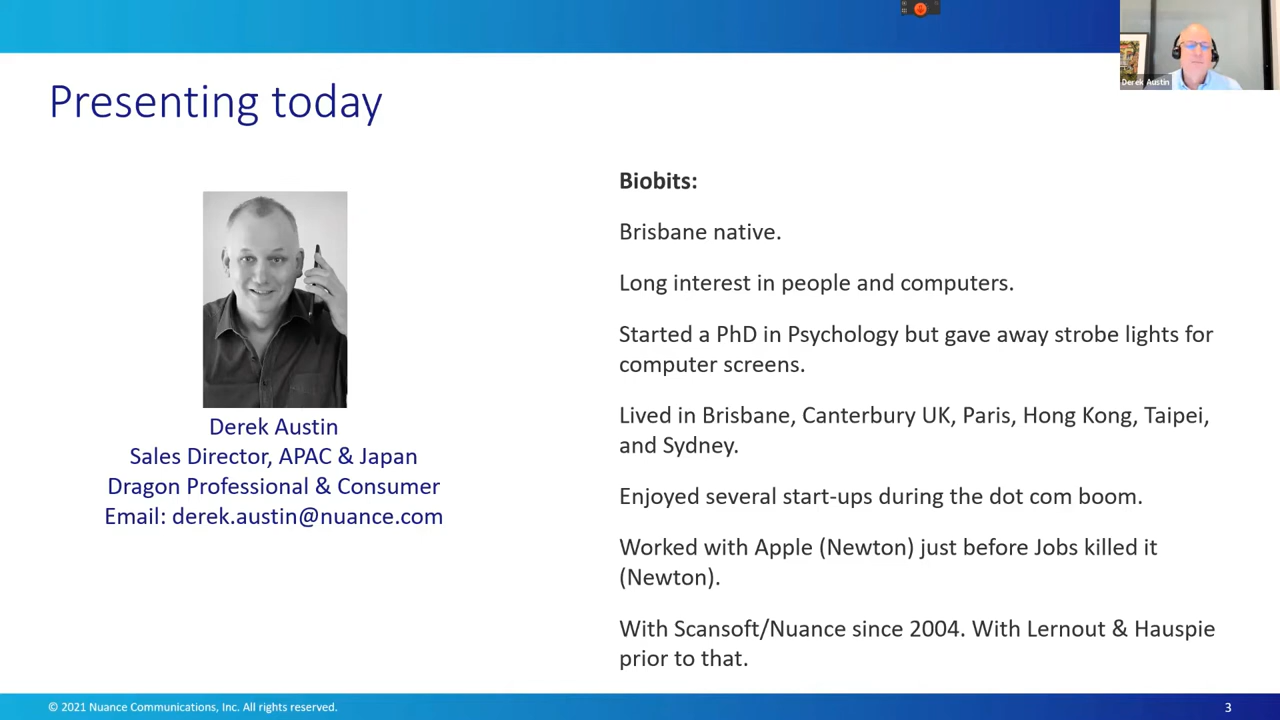 Derek Austin
Presenting today
Derek Austin
Sales Director, APAC & Japan
Dragon Professional & Consumer
Email: derek.austin@nuance.com
Biobits:
Brisbane native.
Long interest in people and computers.
Started a PhD in Psychology but gave away strobe lights for
computer screens.
Lived in Brisbane, Canterbury UK, Paris, Hong Kong, Taipei,
and Sydney.
Enjoyed several start-ups during the dot com boom.
Worked with Apple (Newton) just before Jobs killed it
(Newton).
With Scansoft/Nuance since 2004. With Lernout & Hauspie
prior to that.
© 2021 Nuance Communications, Inc. All rights reserved.
3